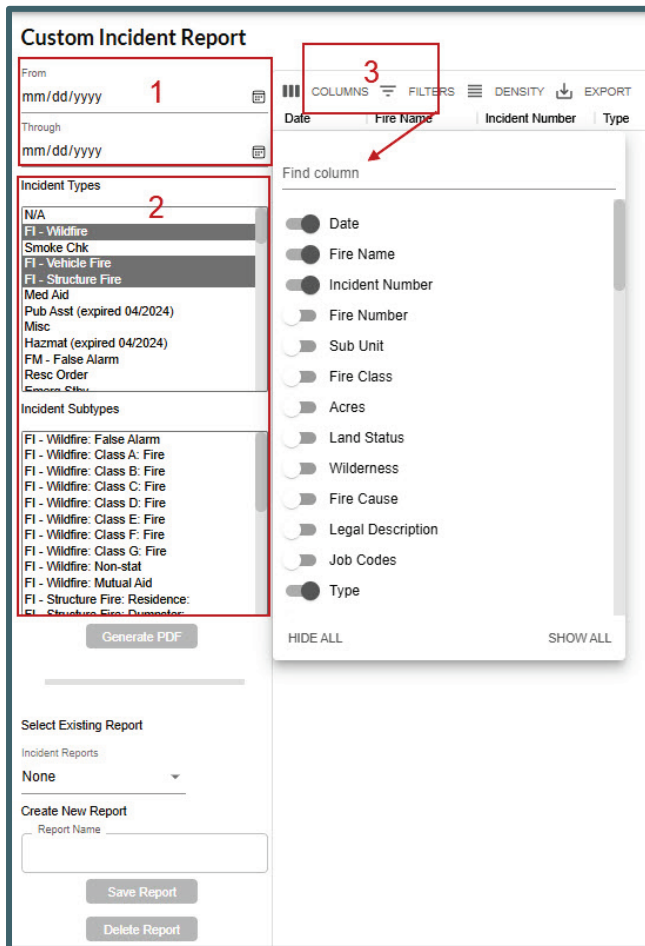 Custom Incident Report
From
mm/dd/yyyy
1
Through
mm/dd/yyyy
Incident Types
2
N/A
FI - Wildfire
Smoke Chk
FI - Vehicle Fire
FI - Structure Fire
Med Aid
Pub Asst (expired 04/2024)
Misc
Hazmat (expired 04/2024)
FM - False Alarm
Resc Order
Emerg Stby
Incident Subtypes
FI - Wildfire: False Alarm
FI - Wildfire: Class A: Fire
FI - Wildfire: Class B: Fire
FI - Wildfire: Class C: Fire
FI - Wildfire: Class D: Fire
FI - Wildfire: Class E: Fire
FI - Wildfire: Class F: Fire
FI - Wildfire: Class G: Fire
FI - Wildfire: Non-stat
FI - Wildfire: Mutual Aid
FI - Structure Fire: Residence:
FI - Structure Fire: Dumpster:
Generate PDF
Select Existing Report
Incident Reports
None
Create New Report
Report Name
Save Report
Delete Report
3
COLUMNS FILTERS DENSITY EXPORT
Date Fire Name Incident Number Type
Find column
Date
Fire Name
Incident Number
Fire Number
Sub Unit
Fire Class
Acres
Land Status
Wilderness
Fire Cause
Legal Description
Job Codes
Type
HIDE ALL SHOW ALL